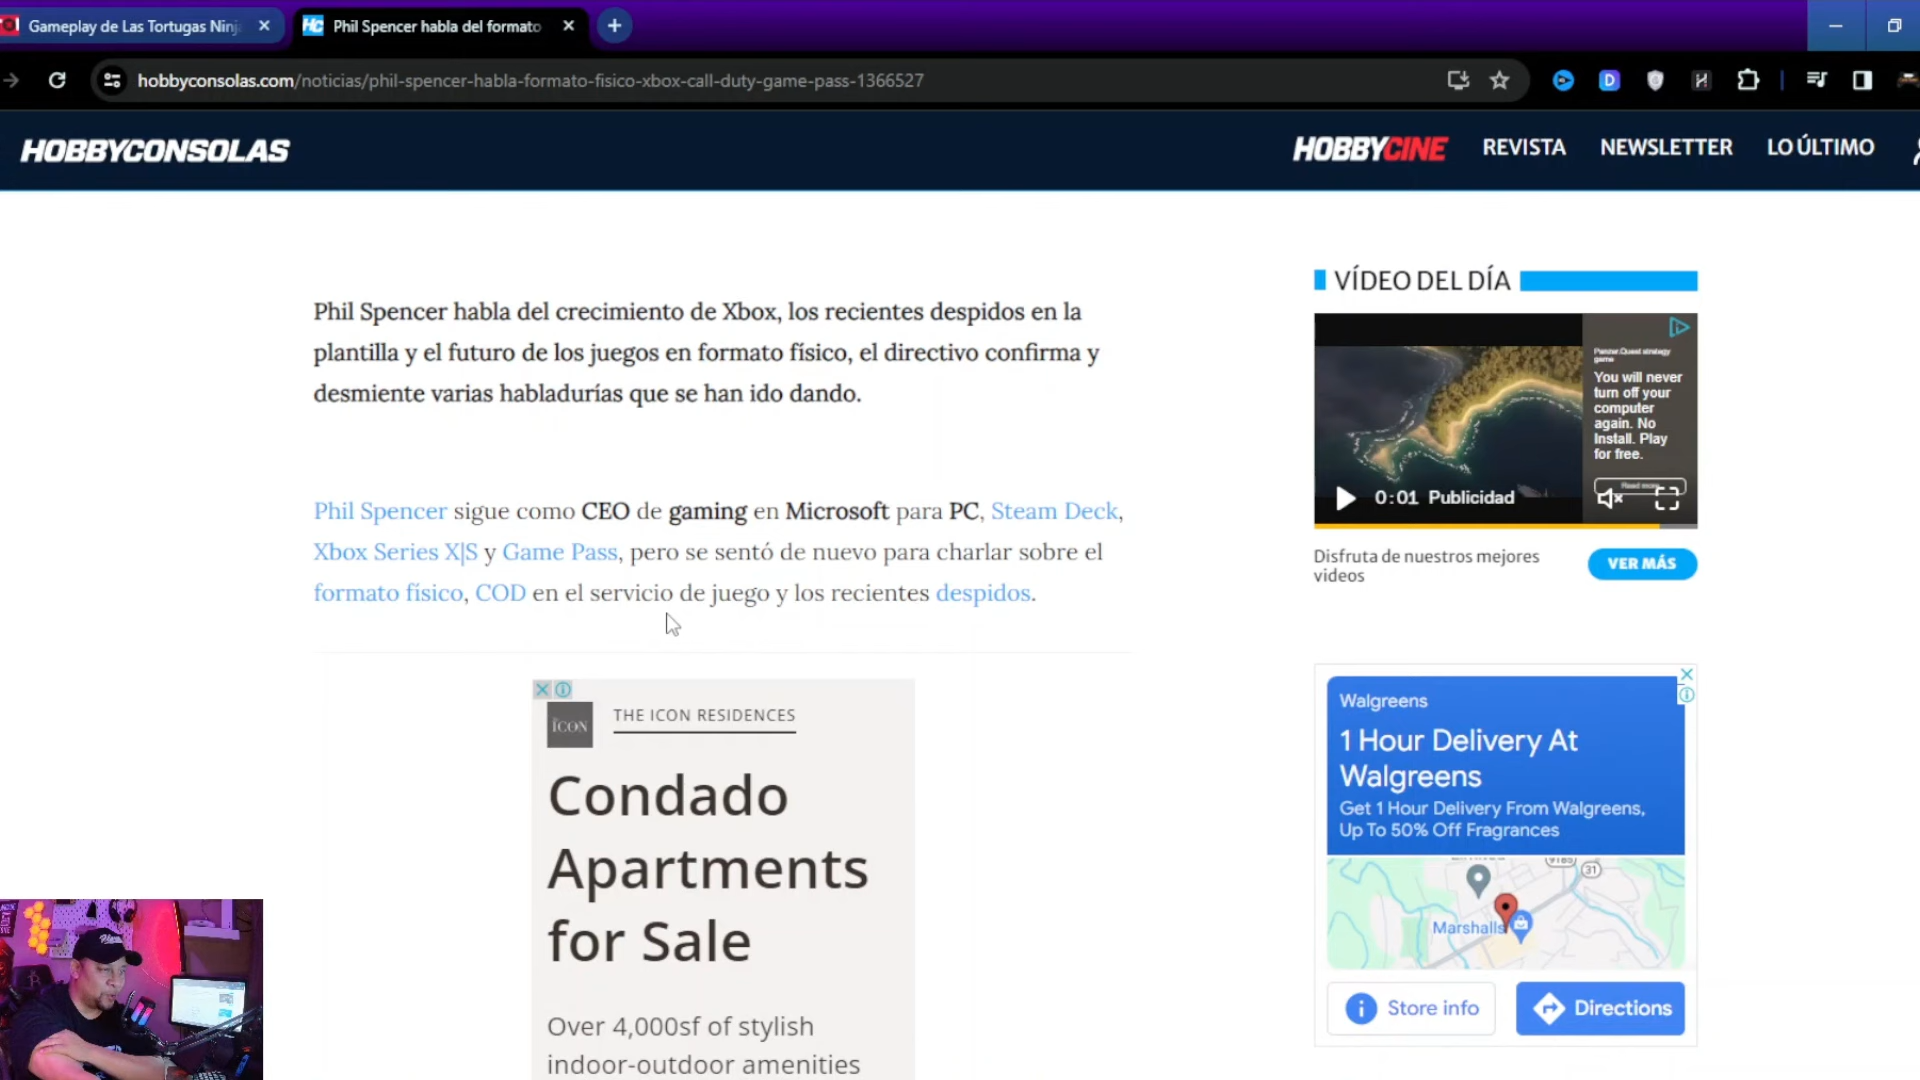 Gameplay de Las Tortugas Ninj
HC Phil Spencer habla del formato
hobbyconsolas.com/noticias/phil-spencer-habla-formato-fisico-xbox-call-duty-game-pass-1366527
HOBBYCONSOLAS
HOBBYCINE
REVISTA
NEWSLETTER
LO ÚLTIMO
Phil Spencer habla del crecimiento de Xbox, los recientes despidos en la
plantilla y el futuro de los juegos en formato físico, el directivo confirma y
desmiente varias habladurías que se han ido dando.
Phil Spencer sigue como CEO de gaming en Microsoft para PC, Steam Deck,
Xbox Series X|S y Game Pass, pero se sentó de nuevo para charlar sobre el
formato físico, COD en el servicio de juego y los recientes despidos.
THE ICON RESIDENCES
ICON
Condado
Apartments
for Sale
Over 4,000sf of stylish
indoor-outdoor amenities
VÍDEO DEL DÍA
Panzer Quest strategy
game
You will never
turn off your
computer
again. No
Install. Play
for free.
Read more
0:01 Publicidad
Disfruta de nuestros mejores
vídeos
VER MÁS
Walgreens
1 Hour Delivery At
Walgreens
Get 1 Hour Delivery From Walgreens,
Up To 50% Off Fragrances
31
Marshalls
Store info
Directions